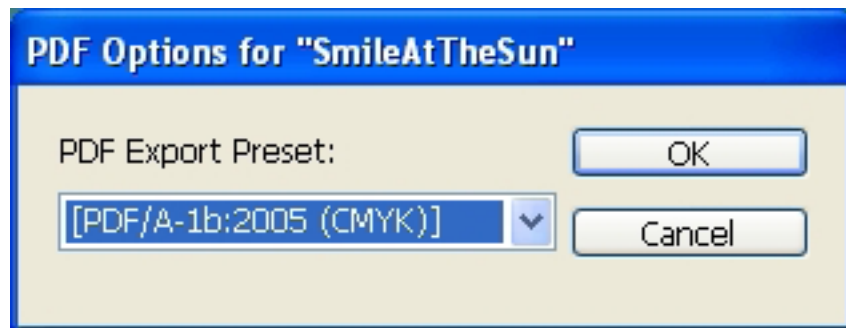 PDF Options for "SmileAtTheSun"
PDF Export Preset:
OK
[PDF/A-1b:2005 (CMYK)]
Cancel